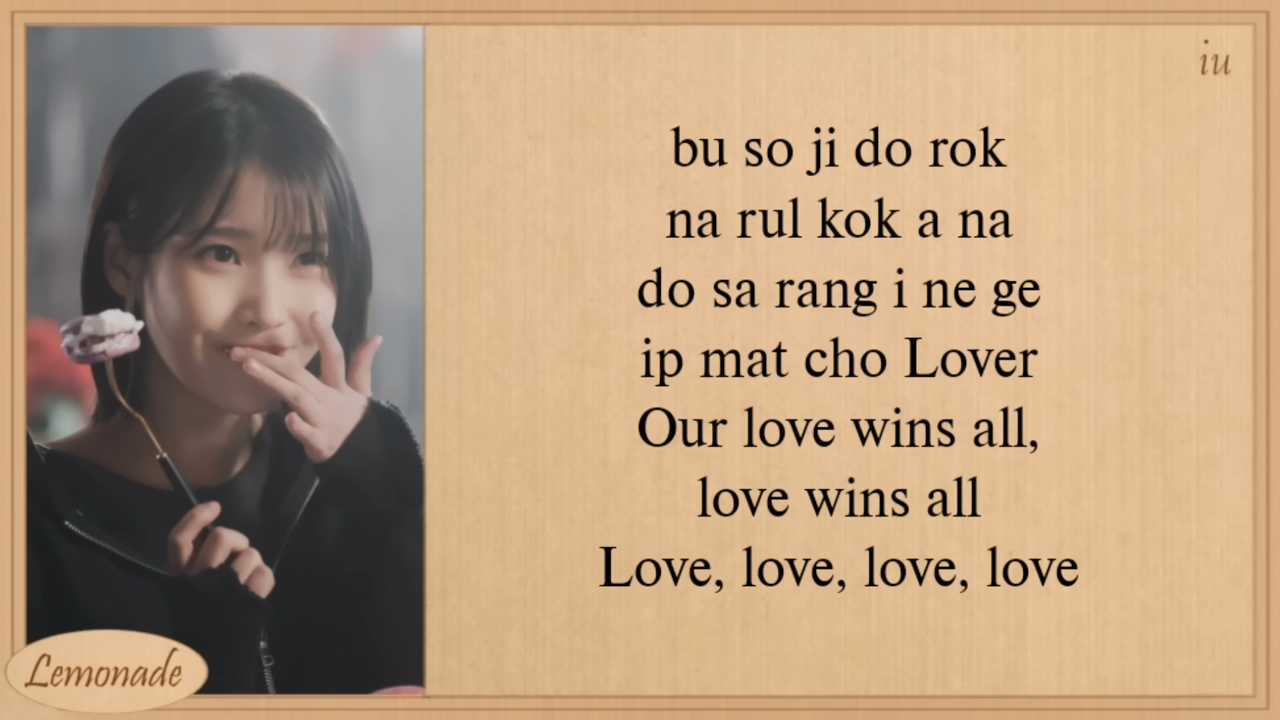 iu
bu so ji do rok
na rul kok a na
do sa rang i ne ge
ip mat cho Lover
Our love wins all,
love wins all
Love, love, love, love
Lemonade